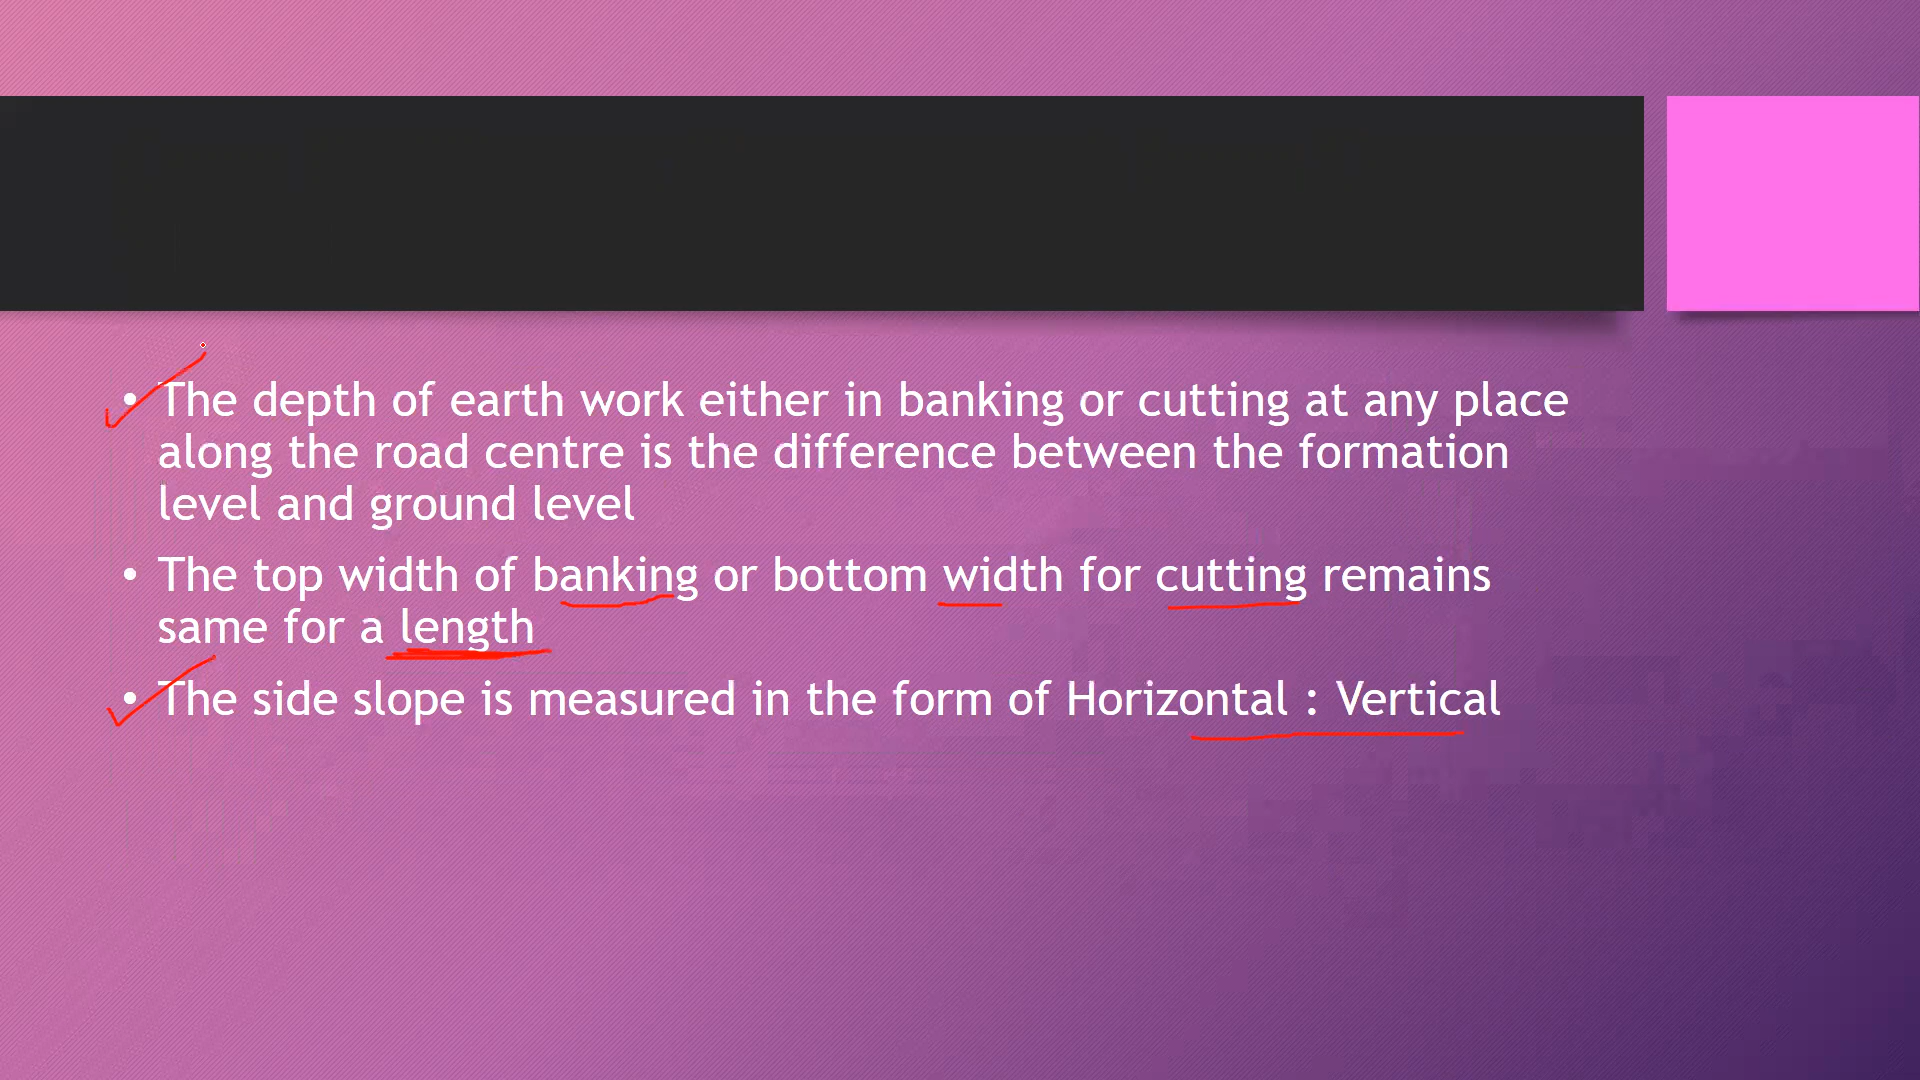 • The depth of earth work either in banking or cutting at any place
along the road centre is the difference between the formation
level and ground level
• The top width of banking or bottom width for cutting remains
same for a length
• The side slope is measured in the form of Horizontal : Vertical